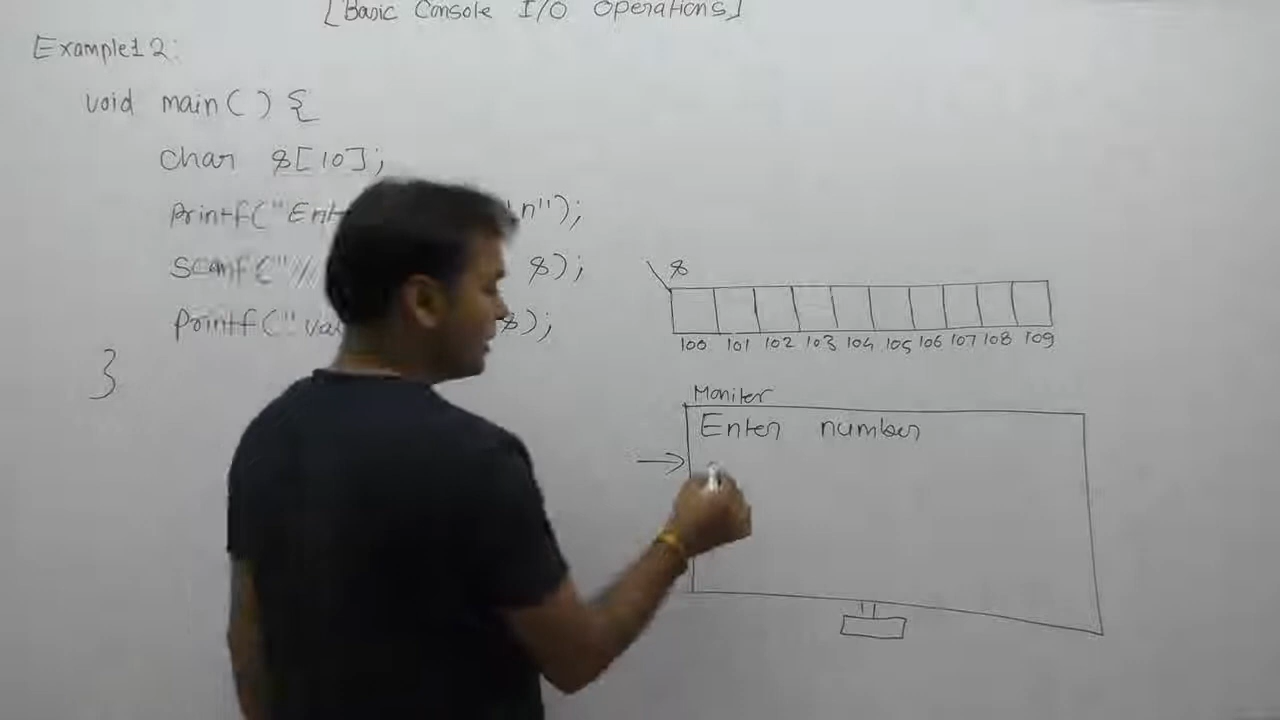 [Basic Console I/O Operations]
Example12:
void main() {
char s[10];
printf("Ent \n");
scanf("% s);
printf("va s);
}
s
100 101 102 103 104 105 106 107 108 109
Moniter
Enter number